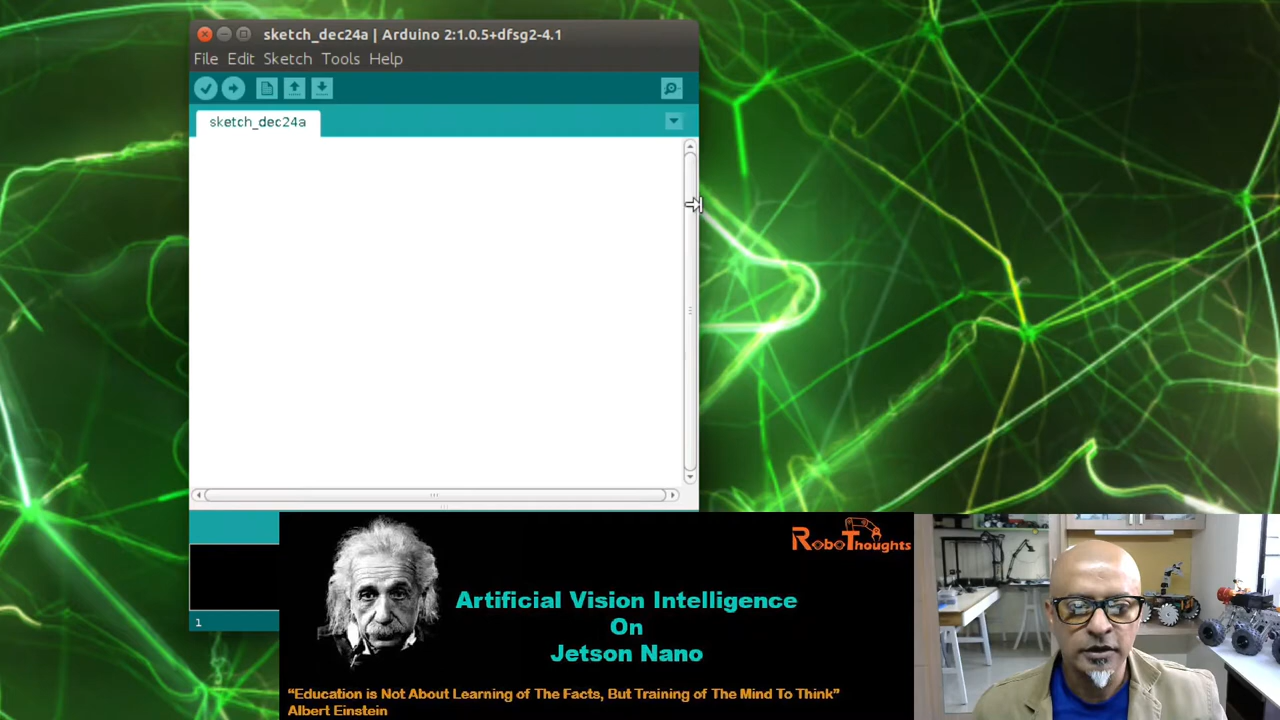 sketch_dec24a | Arduino 2:1.0.5+dfsg2-4.1
File Edit Sketch Tools Help
sketch_dec24a
1
RoboThoughts
Artificial Vision Intelligence
On
Jetson Nano
“Education is Not About Learning of The Facts, But Training of The Mind To Think”
Albert Einstein